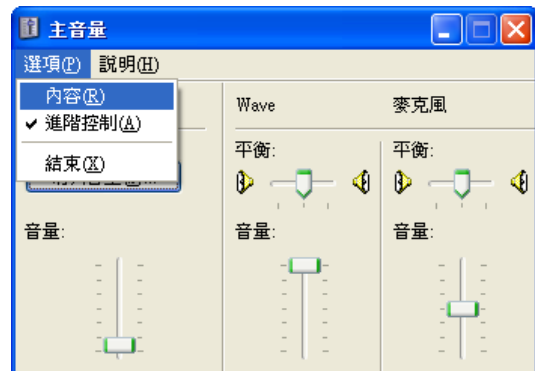 主音量
選項(P) 說明(H)
內容(R)
✔ 進階控制(A)
結束(X)
Wave
麥克風
平衡:
平衡:
音量:
音量:
音量: